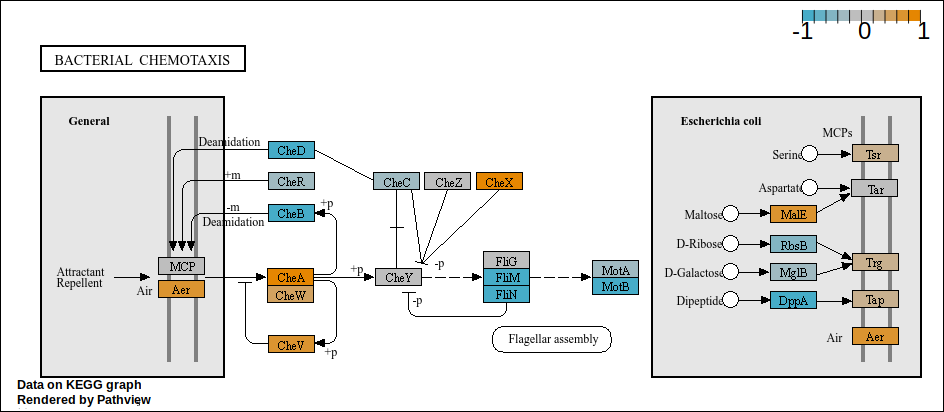 -1 0 1
BACTERIAL CHEMOTAXIS
General
Deamidation
CheD
+m
CheR
-m
Deamidation
CheB
+p
MCP
Attractant
Repellent
Air
Aer
CheA
CheW
CheV
+p
+p
CheC
CheZ
CheX
CheY
-p
-p
FliG
FliM
FliN
MotA
MotB
Flagellar assembly
Escherichia coli
MCPs
Serine
Tsr
Aspartate
Tar
Maltose
MalE
D-Ribose
RbsB
Trg
D-Galactose
MglB
Dipeptide
DppA
Tap
Air
Aer
Data on KEGG graph
Rendered by Pathview